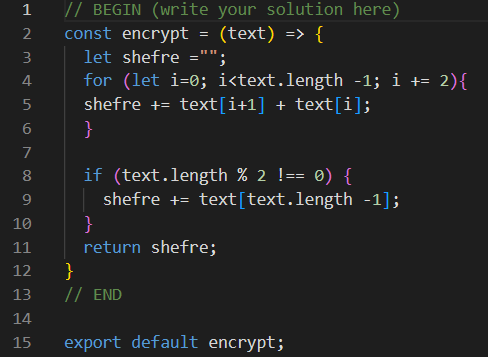 1 // BEGIN (write your solution here)
2 const encrypt = (text) => {
3   let shefre ="";
4   for (let i=0; i<text.length -1; i += 2){
5   shefre += text[i+1] + text[i];
6   }
7
8   if (text.length % 2 !== 0) {
9     shefre += text[text.length -1];
10   }
11   return shefre;
12 }
13 // END
14
15 export default encrypt;